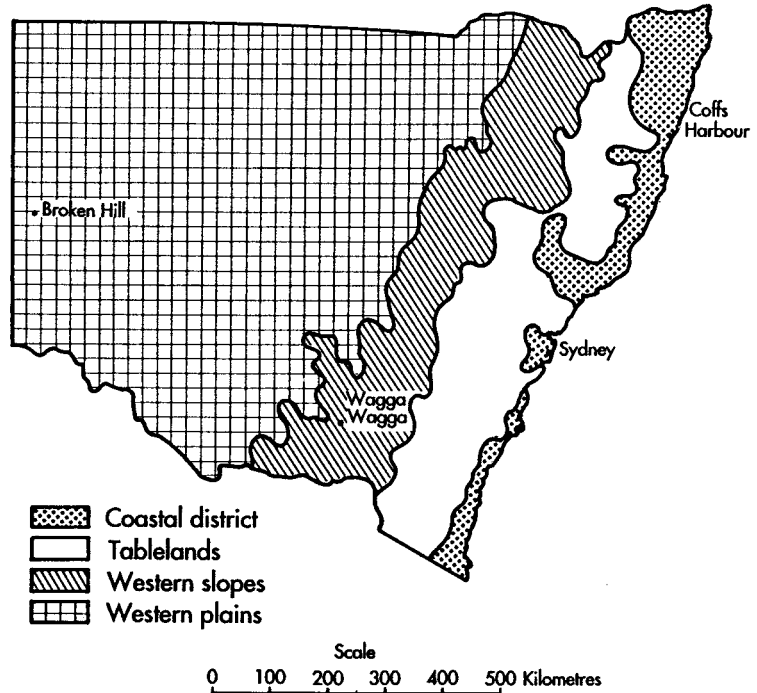 Coffs
Harbour
Broken Hill
Sydney
Wagga
Wagga
Coastal district
Tablelands
Western slopes
Western plains
Scale
0 100 200 300 400 500 Kilometres